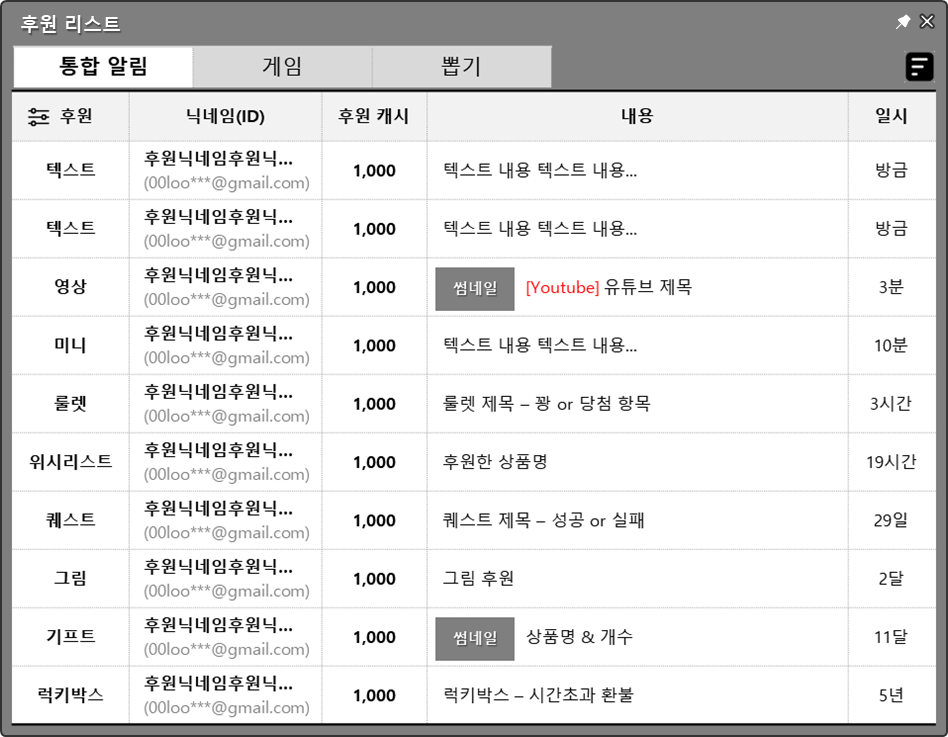 후원 리스트
통합 알림 게임 뽑기
후원 닉네임(ID) 후원 캐시 내용 일시
텍스트 후원닉네임후원닉... (00loo***@gmail.com) 1,000 텍스트 내용 텍스트 내용... 방금
텍스트 후원닉네임후원닉... (00loo***@gmail.com) 1,000 텍스트 내용 텍스트 내용... 방금
영상 후원닉네임후원닉... (00loo***@gmail.com) 1,000 썸네일 [Youtube] 유튜브 제목 3분
미니 후원닉네임후원닉... (00loo***@gmail.com) 1,000 텍스트 내용 텍스트 내용... 10분
룰렛 후원닉네임후원닉... (00loo***@gmail.com) 1,000 룰렛 제목 – 꽝 or 당첨 항목 3시간
위시리스트 후원닉네임후원닉... (00loo***@gmail.com) 1,000 후원한 상품명 19시간
퀘스트 후원닉네임후원닉... (00loo***@gmail.com) 1,000 퀘스트 제목 – 성공 or 실패 29일
그림 후원닉네임후원닉... (00loo***@gmail.com) 1,000 그림 후원 2달
기프트 후원닉네임후원닉... (00loo***@gmail.com) 1,000 썸네일 상품명 & 개수 11달
럭키박스 후원닉네임후원닉... (00loo***@gmail.com) 1,000 럭키박스 – 시간초과 환불 5년